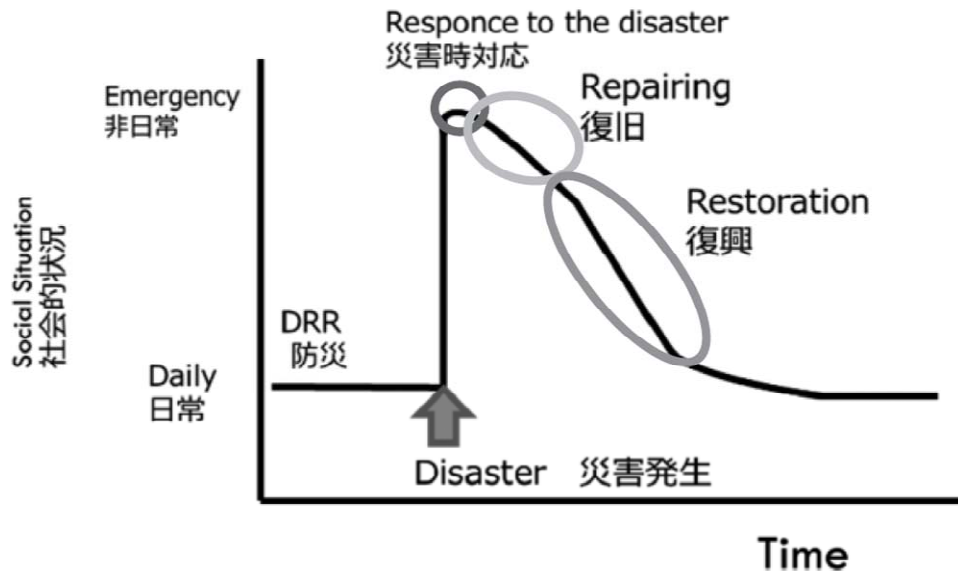 Responce to the disaster
災害時対応
Emergency
非日常
Repairing
復旧
Restoration
復興
Social Situation
社会的状況
DRR
防災
Daily
日常
Disaster 災害発生
Time